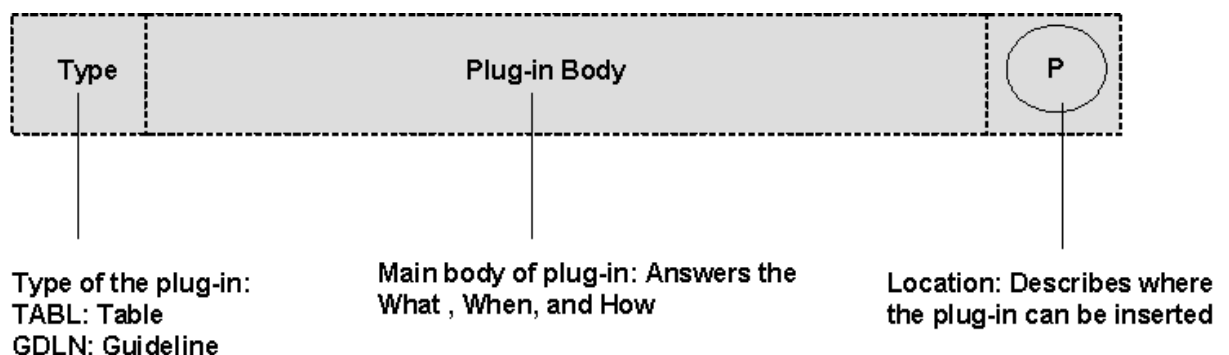 Type
Plug-in Body
P
Type of the plug-in:
TABL: Table
GDLN: Guideline
Main body of plug-in: Answers the
What , When, and How
Location: Describes where
the plug-in can be inserted